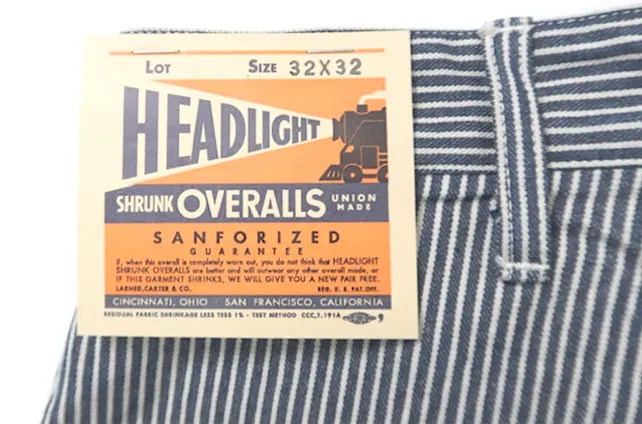 LOT SIZE 32X32
HEADLIGHT
SHRUNK OVERALLS UNION MADE
SANFORIZED
GUARANTEE
If, when this overall is completely worn out, you do not think that HEADLIGHT
SHRUNK OVERALLS are better and will outwear any other overall made, or
IF THIS GARMENT SHRINKS, WE WILL GIVE YOU A NEW PAIR FREE.
LARNED, CARTER & CO. REG. U. S. PAT. OFF.
CINCINNATI, OHIO · SAN FRANCISCO, CALIFORNIA
RESIDUAL FABRIC SHRINKAGE LESS TESS 1% - TEST METHOD CCC,T,191A